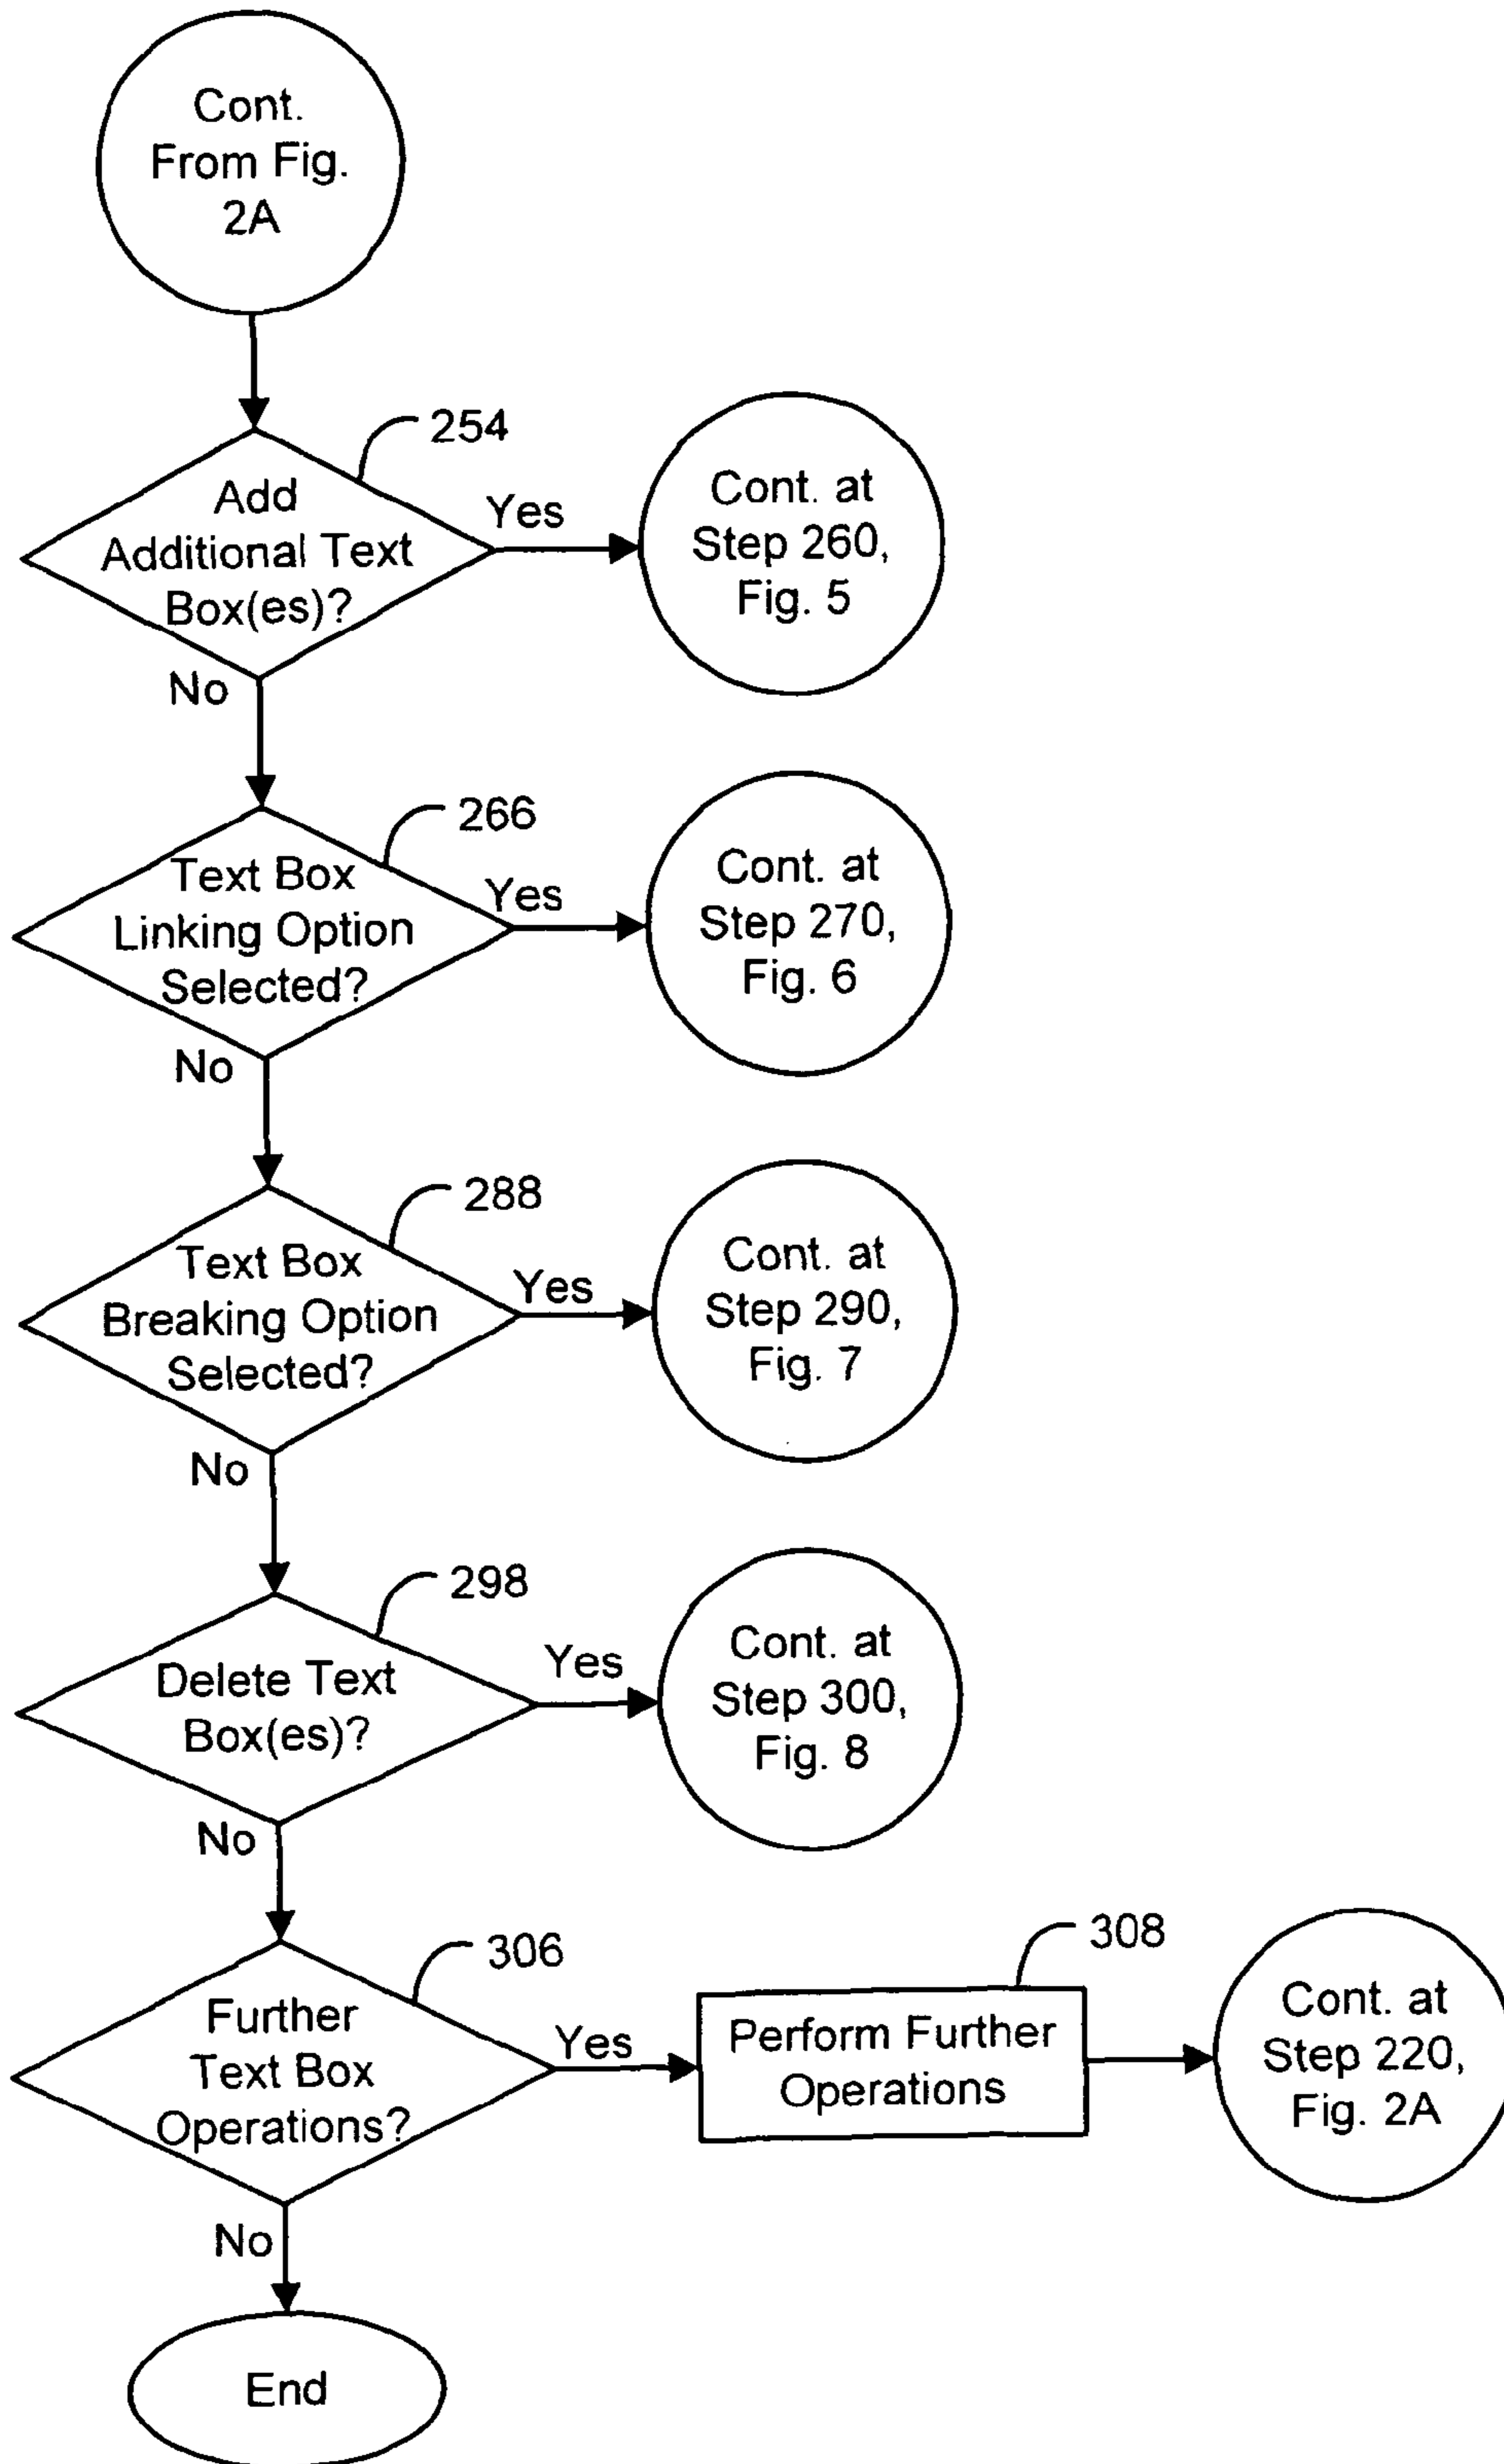 Cont.
From Fig.
2A
254
Add
Additional Text
Box(es)?
Yes
Cont. at
Step 260,
Fig. 5
No
266
Text Box
Linking Option
Selected?
Yes
Cont. at
Step 270,
Fig. 6
No
288
Text Box
Breaking Option
Selected?
Yes
Cont. at
Step 290,
Fig. 7
No
298
Delete Text
Box(es)?
Yes
Cont. at
Step 300,
Fig. 8
No
306
Further
Text Box
Operations?
Yes
308
Perform Further
Operations
Cont. at
Step 220,
Fig. 2A
No
End